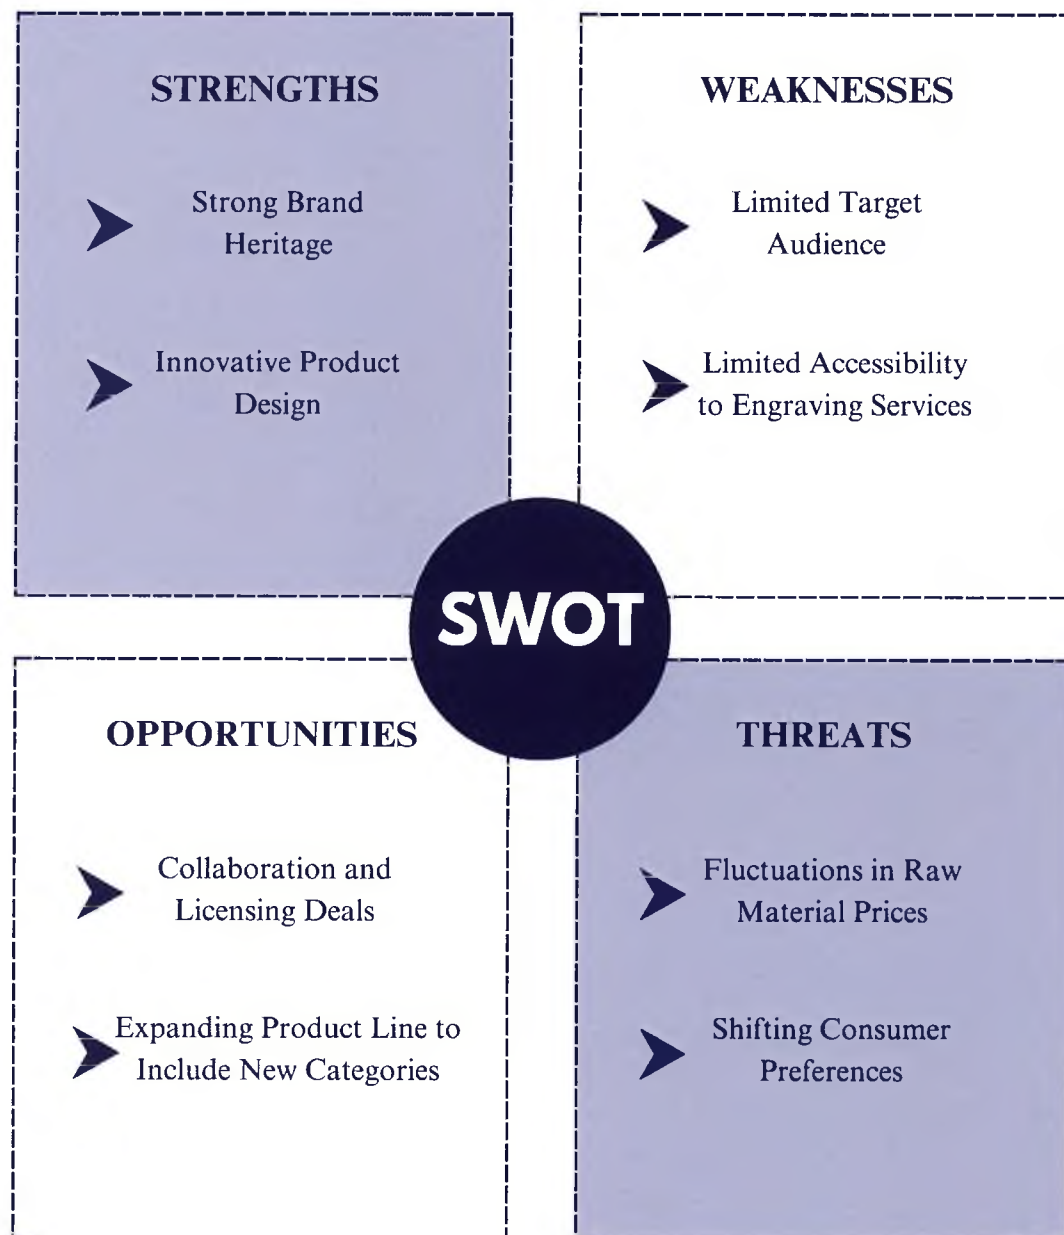 STRENGTHS
Strong Brand
Heritage
Innovative Product
Design
WEAKNESSES
Limited Target
Audience
Limited Accessibility
to Engraving Services
SWOT
OPPORTUNITIES
Collaboration and
Licensing Deals
Expanding Product Line to
Include New Categories
THREATS
Fluctuations in Raw
Material Prices
Shifting Consumer
Preferences